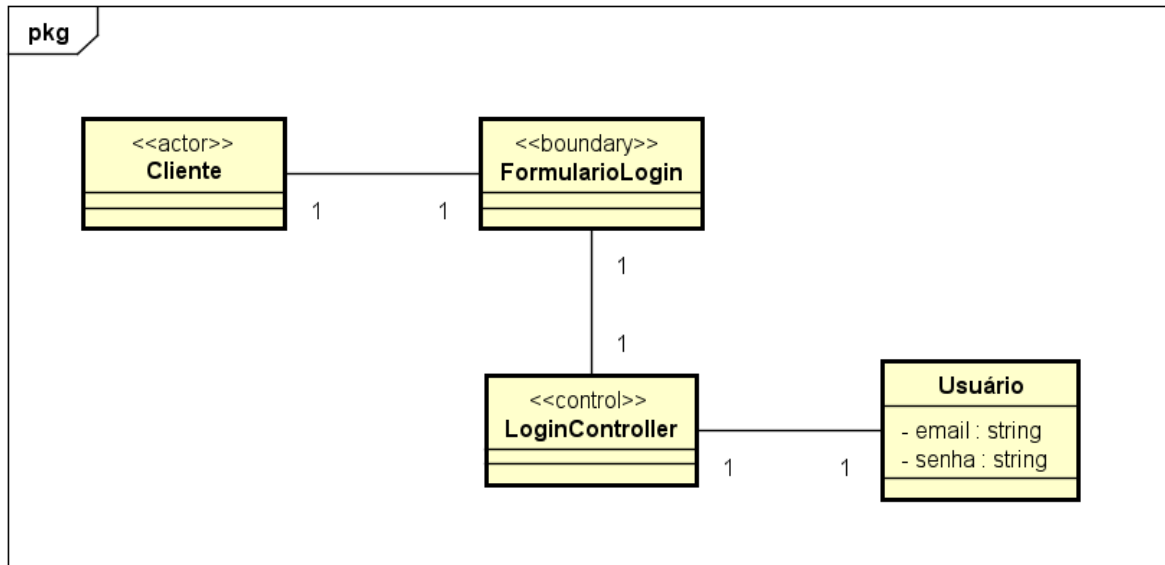 pkg
<<actor>>
Cliente
<<boundary>>
FormularioLogin
1
1
1
1
<<control>>
LoginController
1
1
Usuário
- email : string
- senha : string